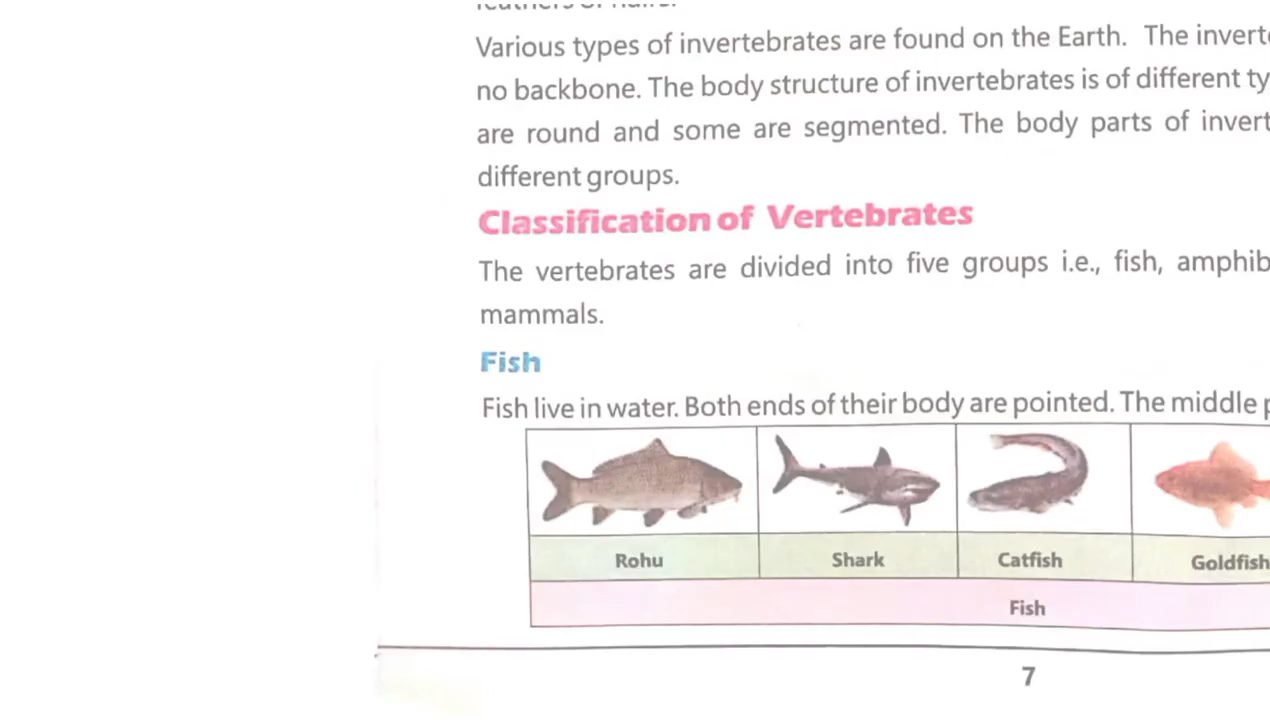 Various types of invertebrates are found on the Earth. The inverte
no backbone. The body structure of invertebrates is of different ty
are round and some are segmented. The body parts of invert
different groups.
Classification of Vertebrates
The vertebrates are divided into five groups i.e., fish, amphib
mammals.
Fish
Fish live in water. Both ends of their body are pointed. The middle p
Rohu Shark Catfish Goldfish
Fish
7